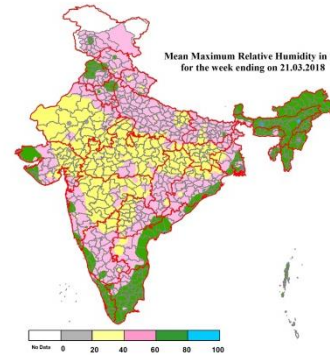 Mean Maximum Relative Humidity in
for the week ending on 21.03.2018
No Data 0 20 40 60 80 100